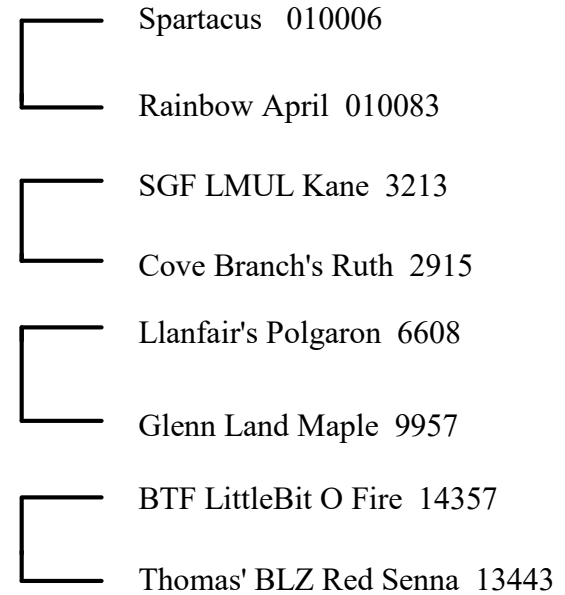 Spartacus 010006
Rainbow April 010083
SGF LMUL Kane 3213
Cove Branch's Ruth 2915
Llanfair's Polgaron 6608
Glenn Land Maple 9957
BTF LittleBit O Fire 14357
Thomas' BLZ Red Senna 13443